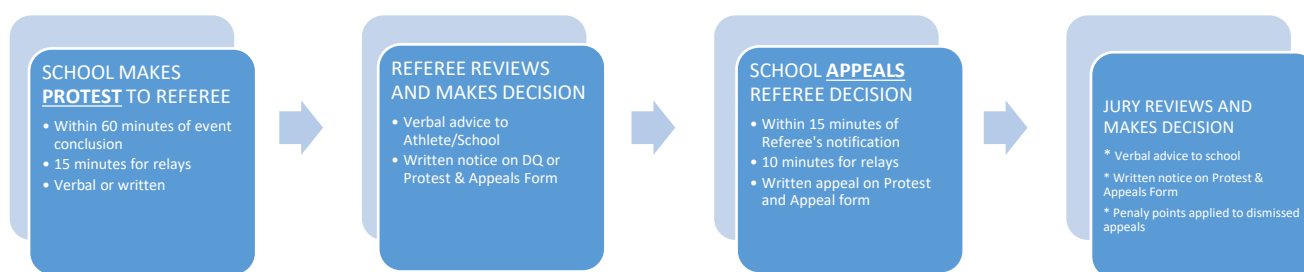 SCHOOL MAKES
PROTEST TO REFEREE
• Within 60 minutes of event
conclusion
• 15 minutes for relays
• Verbal or written
REFEREE REVIEWS
AND MAKES DECISION
• Verbal advice to
Athlete/School
• Written notice on DQ or
Protest & Appeals Form
SCHOOL APPEALS
REFEREE DECISION
• Within 15 minutes of
Referee's notification
• 10 minutes for relays
• Written appeal on Protest
and Appeal form
JURY REVIEWS AND
MAKES DECISION
* Verbal advice to school
* Written notice on Protest &
Appeals Form
* Penaly points applied to dismissed
appeals